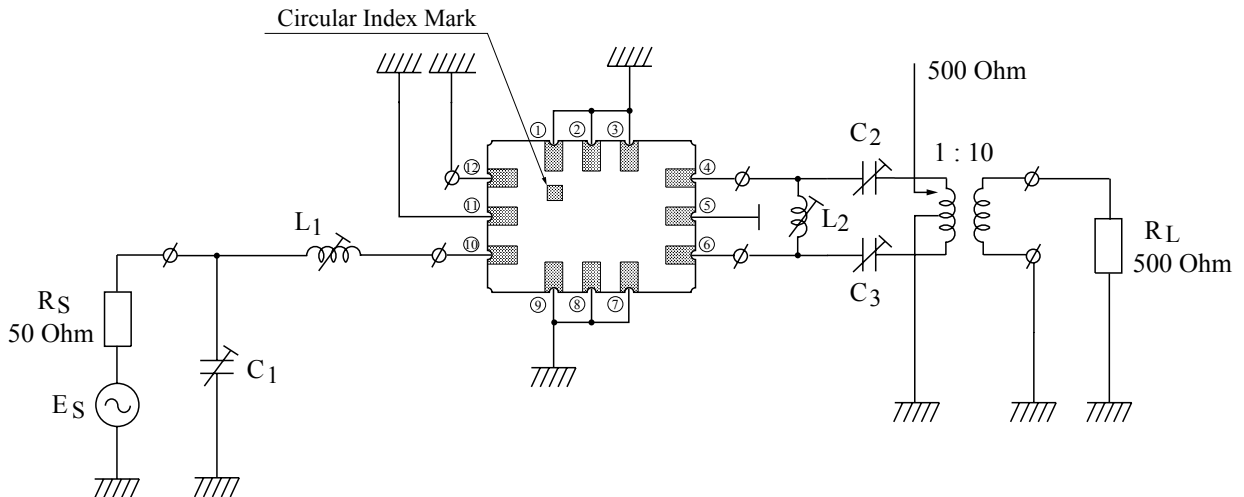 Circular Index Mark
500 Ohm
① ② ③
C2
1 : 10
⑫ ④
⑪ ⑤
L1
L2
⑩ ⑥
RL
500 Ohm
C3
RS
50 Ohm
⑨ ⑧ ⑦
C1
ES